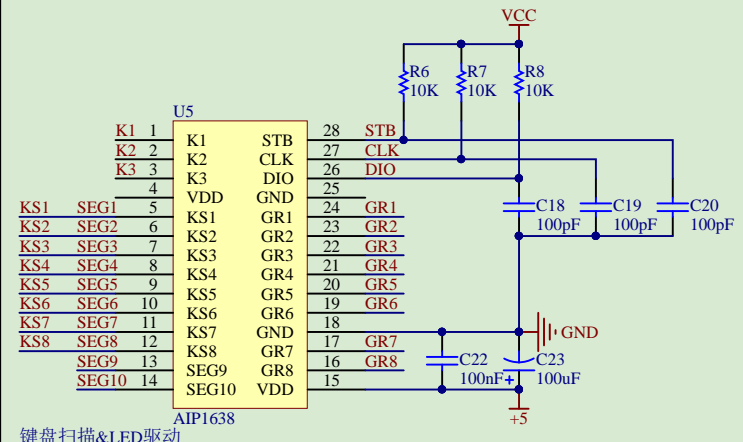 VCC
R6 R7 R8
10K 10K 10K
U5
K1 1 K1 STB 28 STB
K2 2 K2 CLK 27 CLK
K3 3 K3 DIO 26 DIO
4 VDD GND 25
KS1 SEG1 5 KS1 GR1 24 GR1
KS2 SEG2 6 KS2 GR2 23 GR2
KS3 SEG3 7 KS3 GR3 22 GR3
KS4 SEG4 8 KS4 GR4 21 GR4
KS5 SEG5 9 KS5 GR5 20 GR5
KS6 SEG6 10 KS6 GR6 19 GR6
KS7 SEG7 11 KS7 GND 18
KS8 SEG8 12 KS8 GR7 17 GR7
SEG9 13 SEG9 GR8 16 GR8
SEG10 14 SEG10 VDD 15
AIP1638
C18 C19 C20
100pF 100pF 100pF
GND
C22 C23
100nF + 100uF
+5
键盘扫描&LED驱动